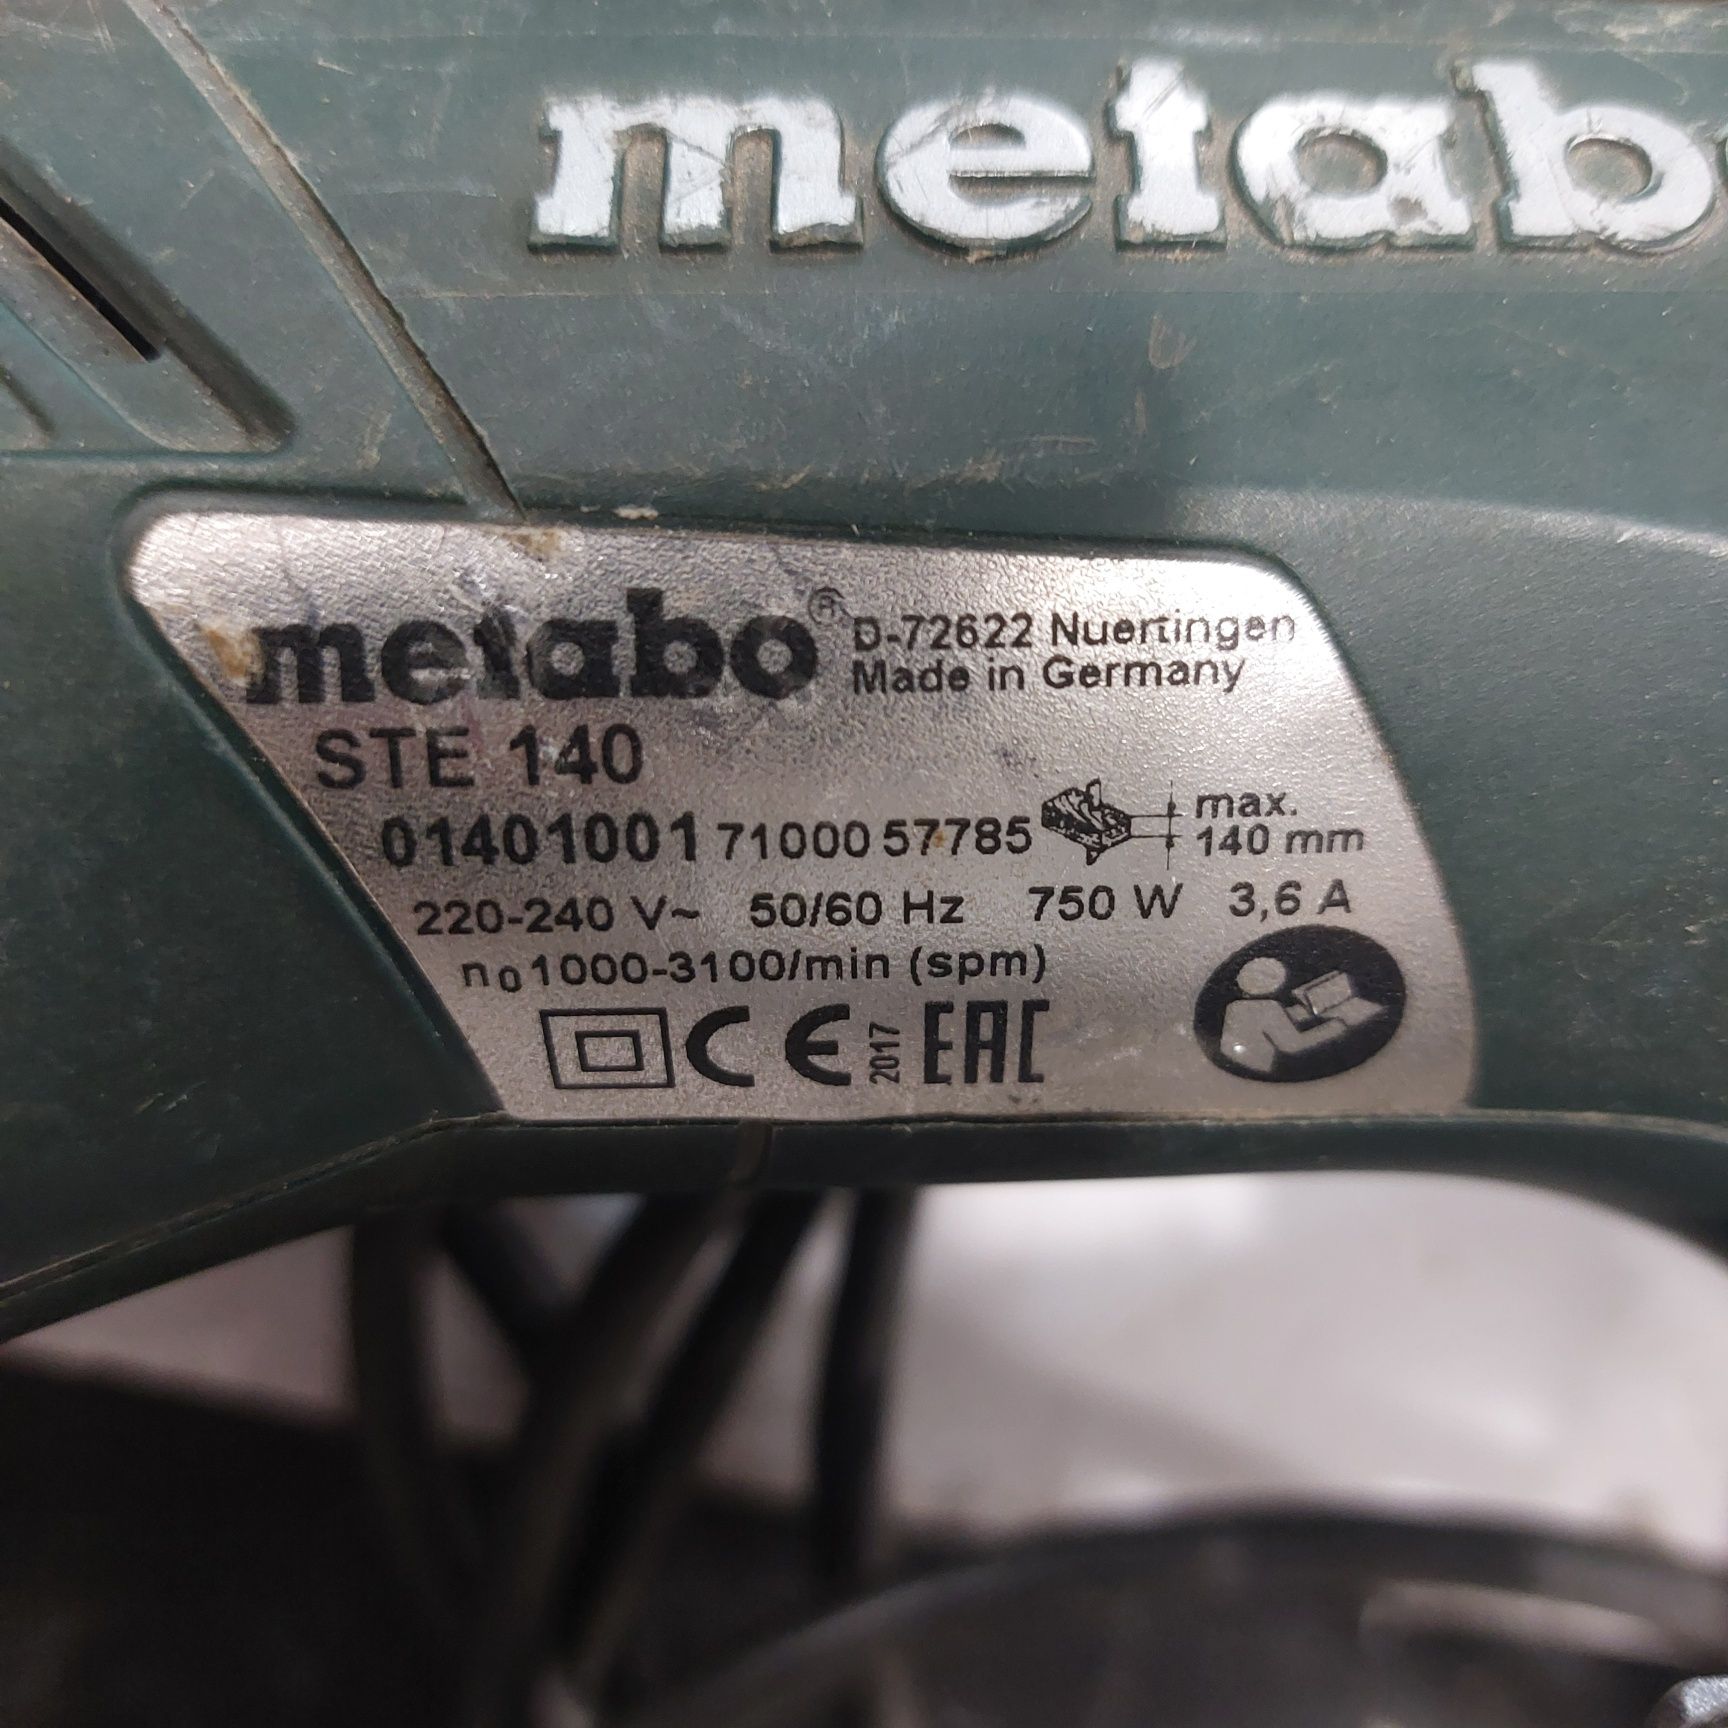 metabo
metabo® D-72622 Nuertingen
Made in Germany
STE 140
01401001 71000 57785 max. 140 mm
220-240 V~ 50/60 Hz 750 W 3,6 A
n0 1000-3100/min (spm)
CE 2017 EAC